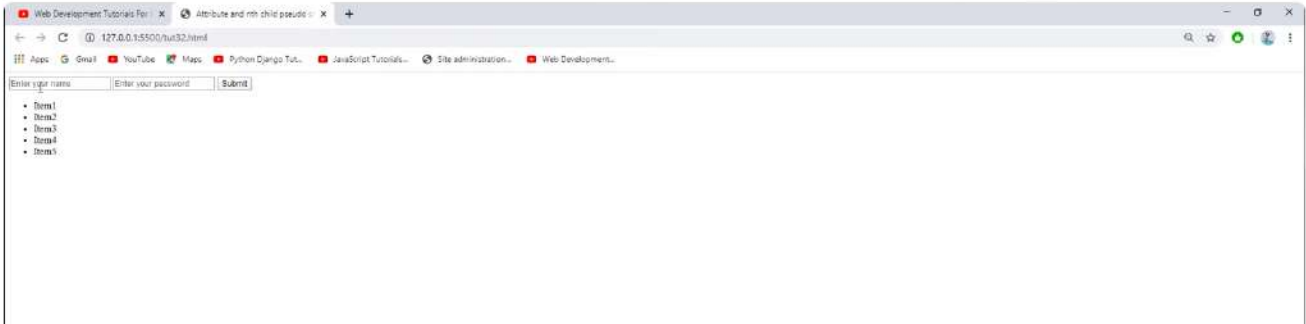 Web Development Tutorials For
Attribute and nth child pseudo s
127.0.0.1:5500/tut32.html
Apps Gmail YouTube Maps Python Django Tut... JavaScript Tutorials... Site administration... Web Development...
Enter your name Enter your password Submit
Item1
Item2
Item3
Item4
Item5